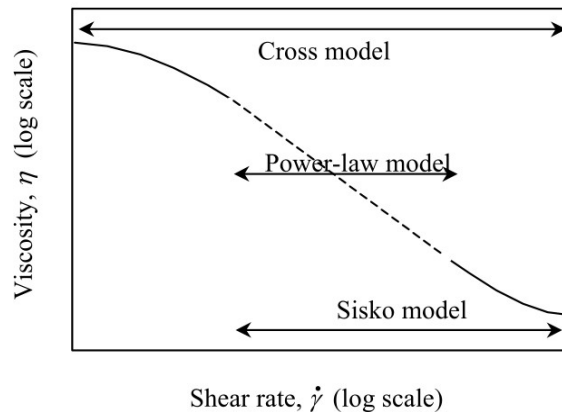 Cross model
Power-law model
Sisko model
Viscosity, η (log scale)
Shear rate, γ̇ (log scale)